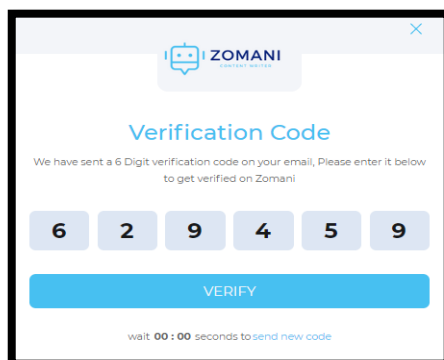 ZOMANI
CONTENT WRITER
Verification Code
We have sent a 6 Digit verification code on your email, Please enter it below
to get verified on Zomani
6 2 9 4 5 9
VERIFY
wait 00 : 00 seconds to send new code